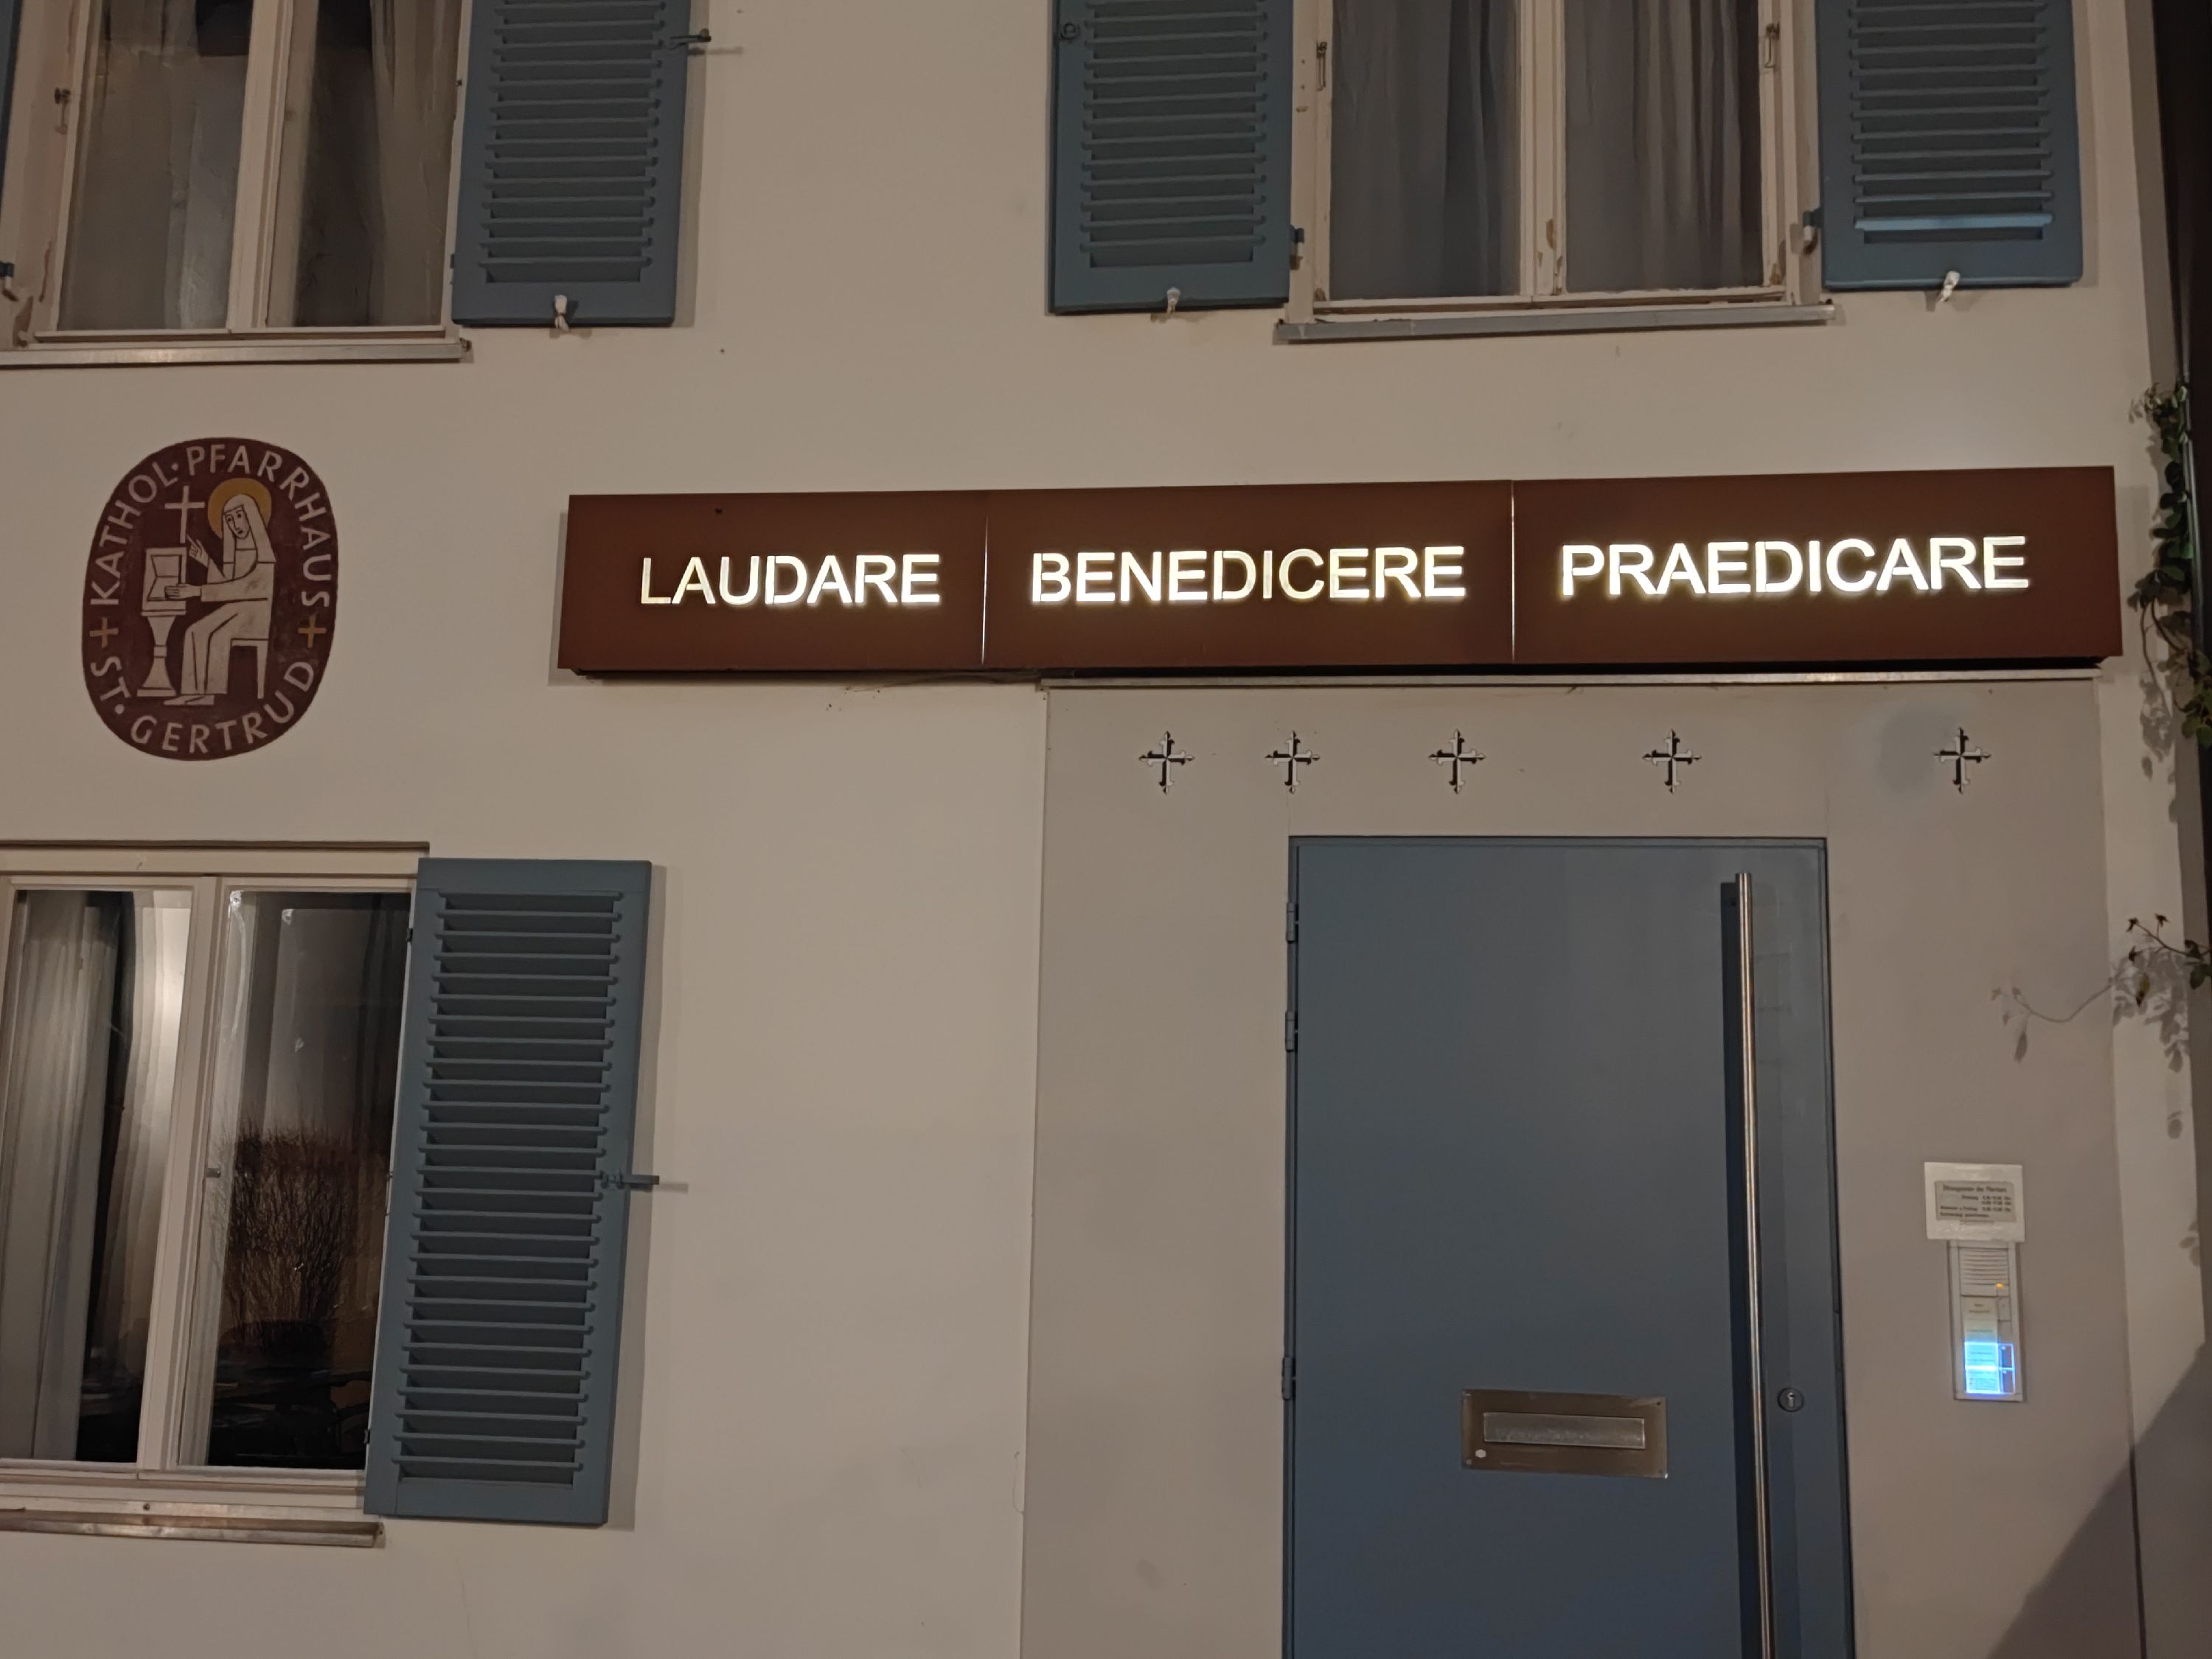 KATHOL·PFARRHAUS
+ ST. GERTRUD +
LAUDARE BENEDICERE PRAEDICARE